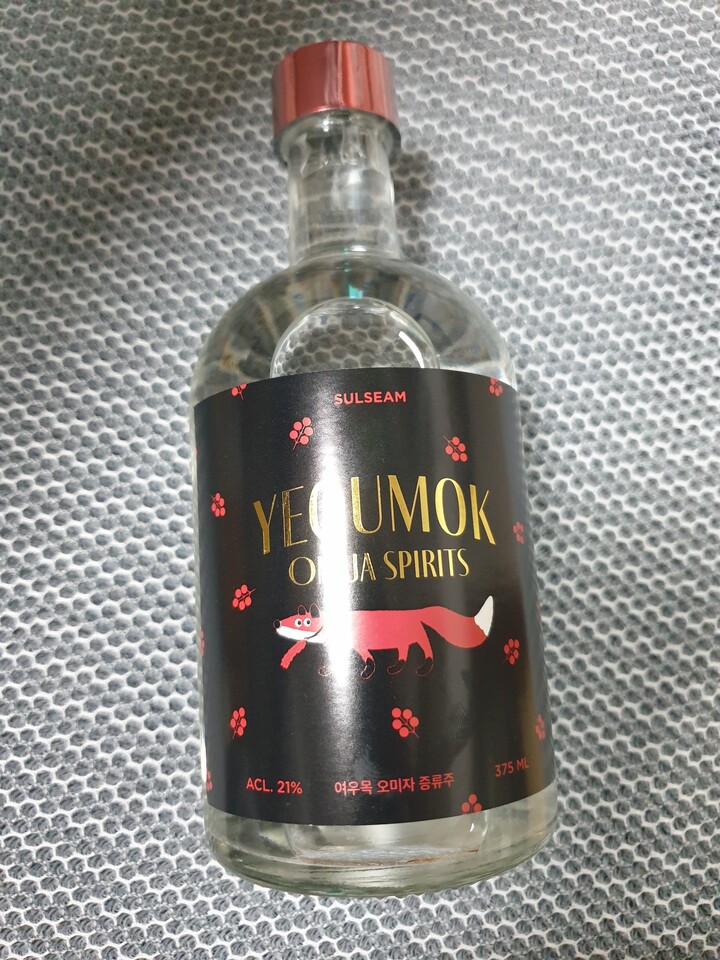 SULSEAM
YEOUMOK
OMIJA SPIRITS
ACL. 21%
여우목 오미자 증류주
375 ML